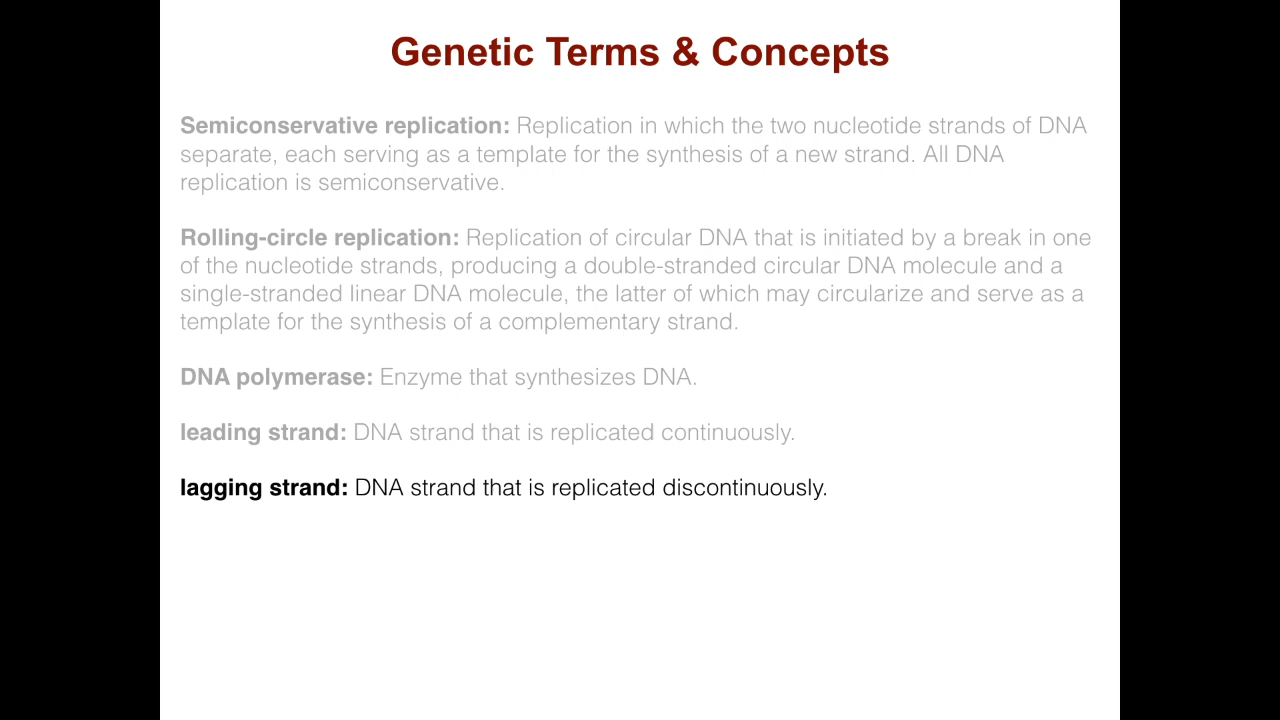 Genetic Terms & Concepts
Semiconservative replication: Replication in which the two nucleotide strands of DNA
separate, each serving as a template for the synthesis of a new strand. All DNA
replication is semiconservative.
Rolling-circle replication: Replication of circular DNA that is initiated by a break in one
of the nucleotide strands, producing a double-stranded circular DNA molecule and a
single-stranded linear DNA molecule, the latter of which may circularize and serve as a
template for the synthesis of a complementary strand.
DNA polymerase: Enzyme that synthesizes DNA.
leading strand: DNA strand that is replicated continuously.
lagging strand: DNA strand that is replicated discontinuously.